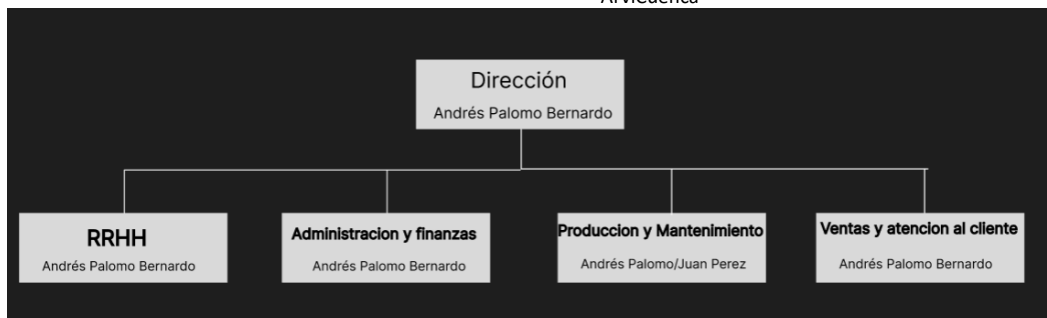 Dirección
Andrés Palomo Bernardo
RRHH
Andrés Palomo Bernardo
Administracion y finanzas
Andrés Palomo Bernardo
Produccion y Mantenimiento
Andrés Palomo/Juan Perez
Ventas y atencion al cliente
Andrés Palomo Bernardo